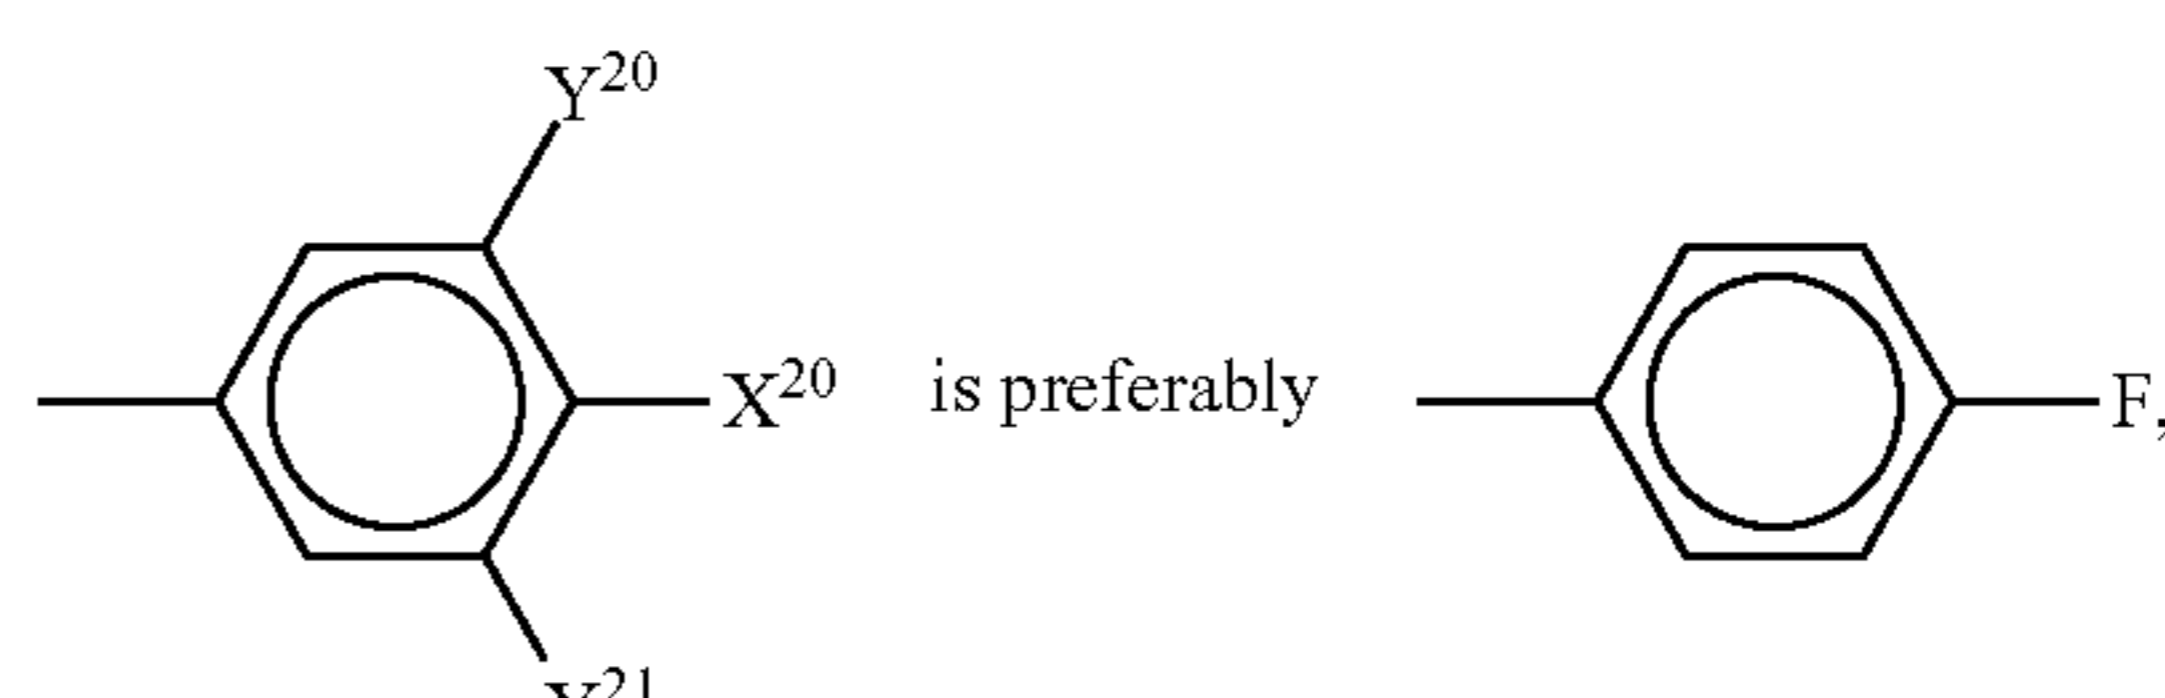 Y²⁰
X²⁰ is preferably F,